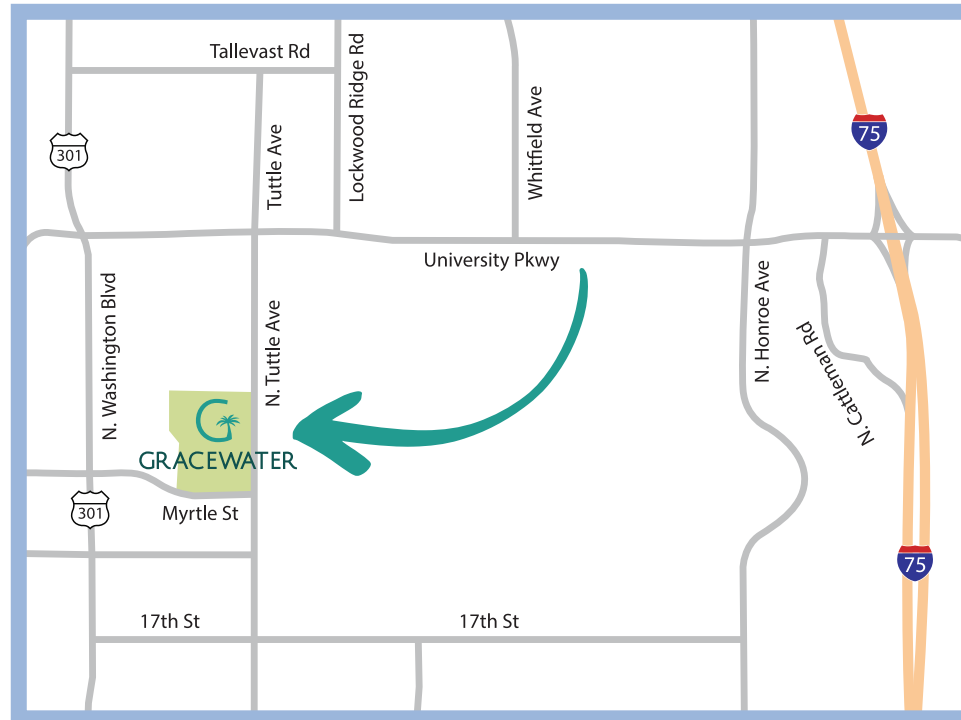 Tallevast Rd
Lockwood Ridge Rd
Tuttle Ave
Whitfield Ave
75
301
University Pkwy
N. Washington Blvd
N. Tuttle Ave
N. Honroe Ave
N. Cattleman Rd
G
GRACEWATER
301
Myrtle St
75
17th St
17th St